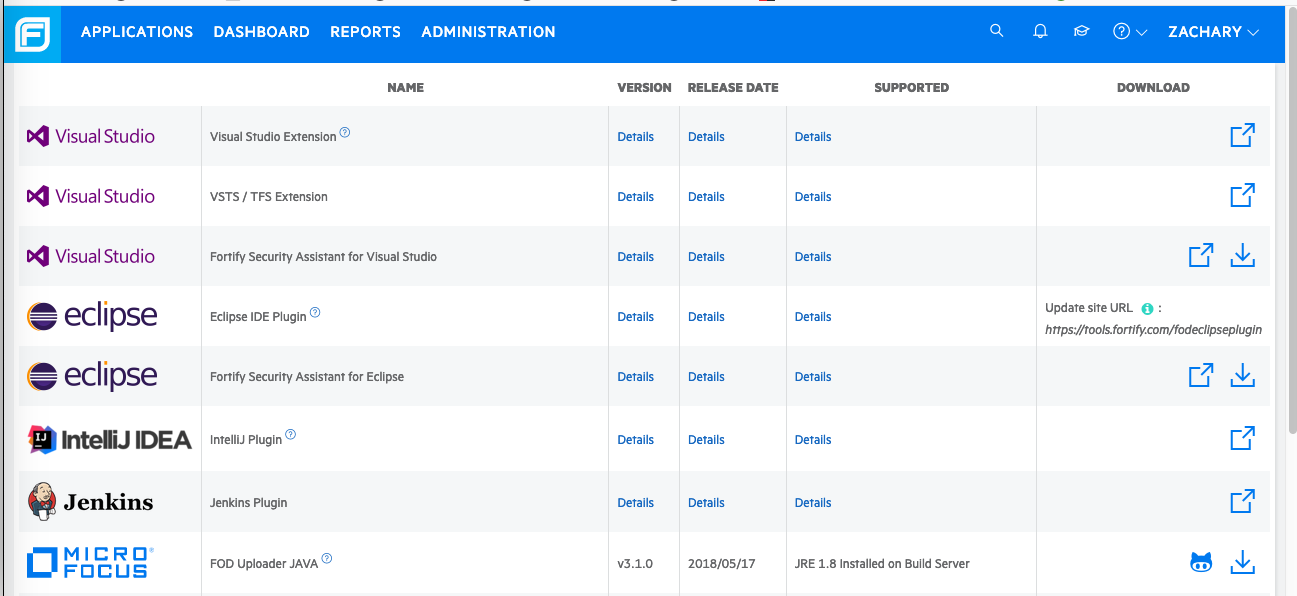 APPLICATIONS DASHBOARD REPORTS ADMINISTRATION ZACHARY
NAME VERSION RELEASE DATE SUPPORTED DOWNLOAD
Visual Studio Visual Studio Extension ? Details Details Details
Visual Studio VSTS / TFS Extension Details Details Details
Visual Studio Fortify Security Assistant for Visual Studio Details Details Details
eclipse Eclipse IDE Plugin ? Details Details Details Update site URL i :
https://tools.fortify.com/fodeclipseplugin
eclipse Fortify Security Assistant for Eclipse Details Details Details
IJ IntelliJ IDEA IntelliJ Plugin ? Details Details Details
Jenkins Jenkins Plugin Details Details Details
MICRO FOCUS® FOD Uploader JAVA ? v3.1.0 2018/05/17 JRE 1.8 Installed on Build Server